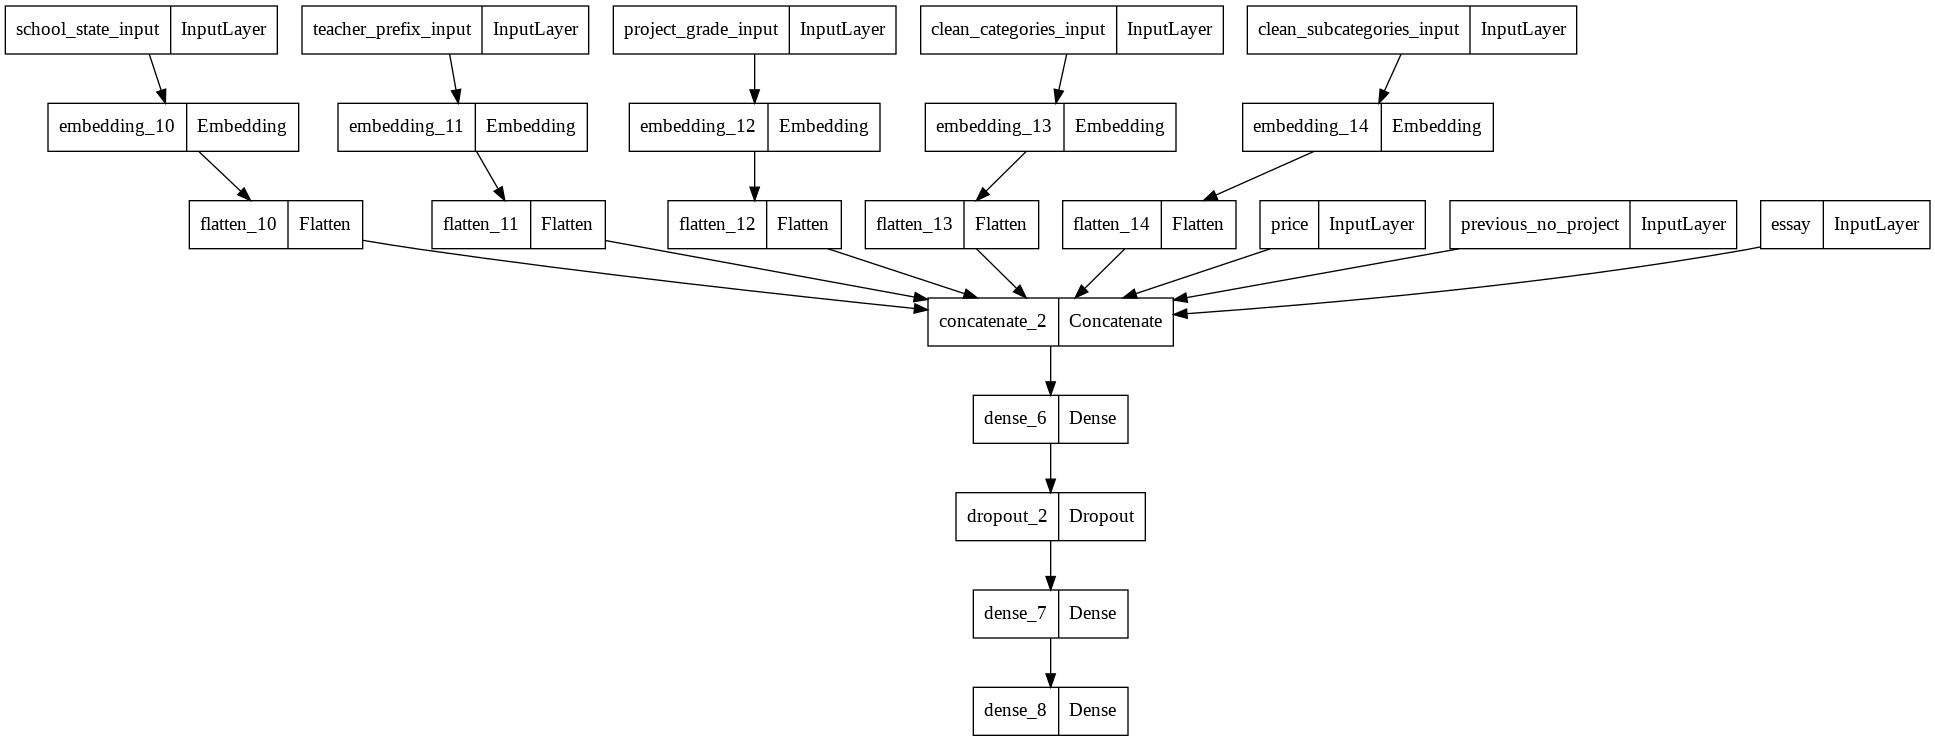 school_state_input InputLayer teacher_prefix_input InputLayer project_grade_input InputLayer clean_categories_input InputLayer clean_subcategories_input InputLayer
embedding_10 Embedding embedding_11 Embedding embedding_12 Embedding embedding_13 Embedding embedding_14 Embedding
flatten_10 Flatten flatten_11 Flatten flatten_12 Flatten flatten_13 Flatten flatten_14 Flatten price InputLayer previous_no_project InputLayer essay InputLayer
concatenate_2 Concatenate
dense_6 Dense
dropout_2 Dropout
dense_7 Dense
dense_8 Dense